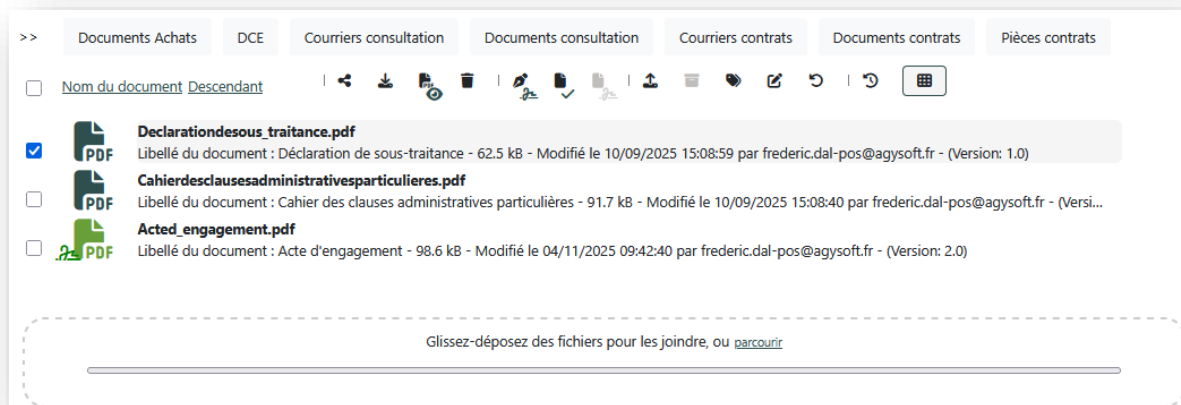 >> Documents Achats DCE Courriers consultation Documents consultation Courriers contrats Documents contrats Pièces contrats
Nom du document Descendant
PDF
Declarationdesous_traitance.pdf
PDF Libellé du document : Déclaration de sous-traitance - 62.5 kB - Modifié le 10/09/2025 15:08:59 par frederic.dal-pos@agysoft.fr - (Version: 1.0)
Cahierdesclausesadministrativesparticulieres.pdf
PDF Libellé du document : Cahier des clauses administratives particulières - 91.7 kB - Modifié le 10/09/2025 15:08:40 par frederic.dal-pos@agysoft.fr - (Versi...
Acted_engagement.pdf
PDF Libellé du document : Acte d'engagement - 98.6 kB - Modifié le 04/11/2025 09:42:40 par frederic.dal-pos@agysoft.fr - (Version: 2.0)
Glissez-déposez des fichiers pour les joindre, ou parcourir